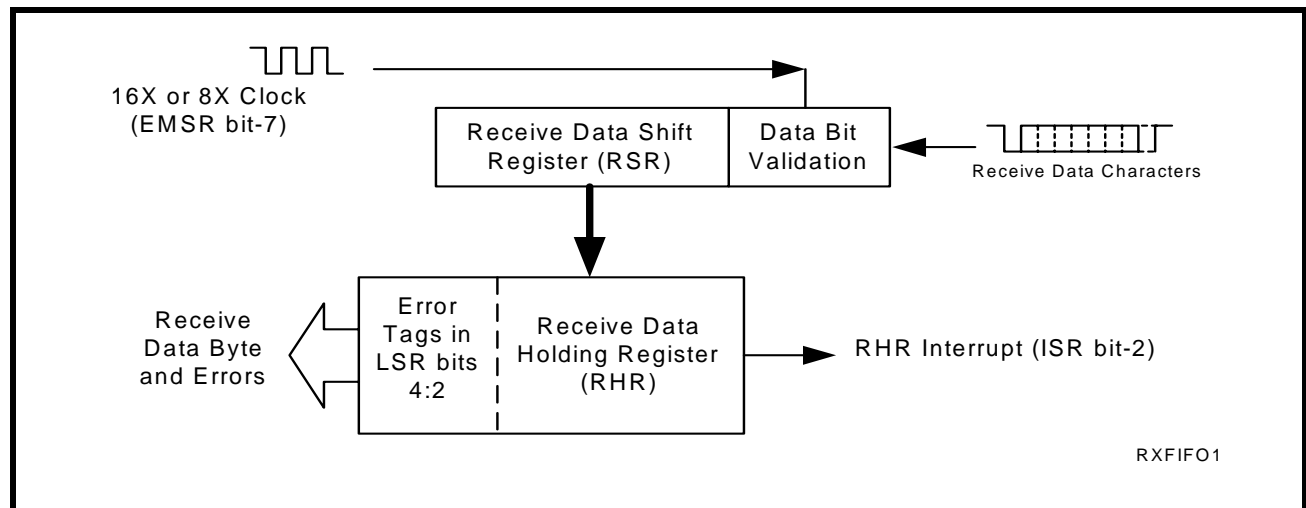 16X or 8X Clock
(EMSR bit-7)
Receive Data Shift
Register (RSR)
Data Bit
Validation
Receive Data Characters
Receive
Data Byte
and Errors
Error
Tags in
LSR bits
4:2
Receive Data
Holding Register
(RHR)
RHR Interrupt (ISR bit-2)
RXFIFO1